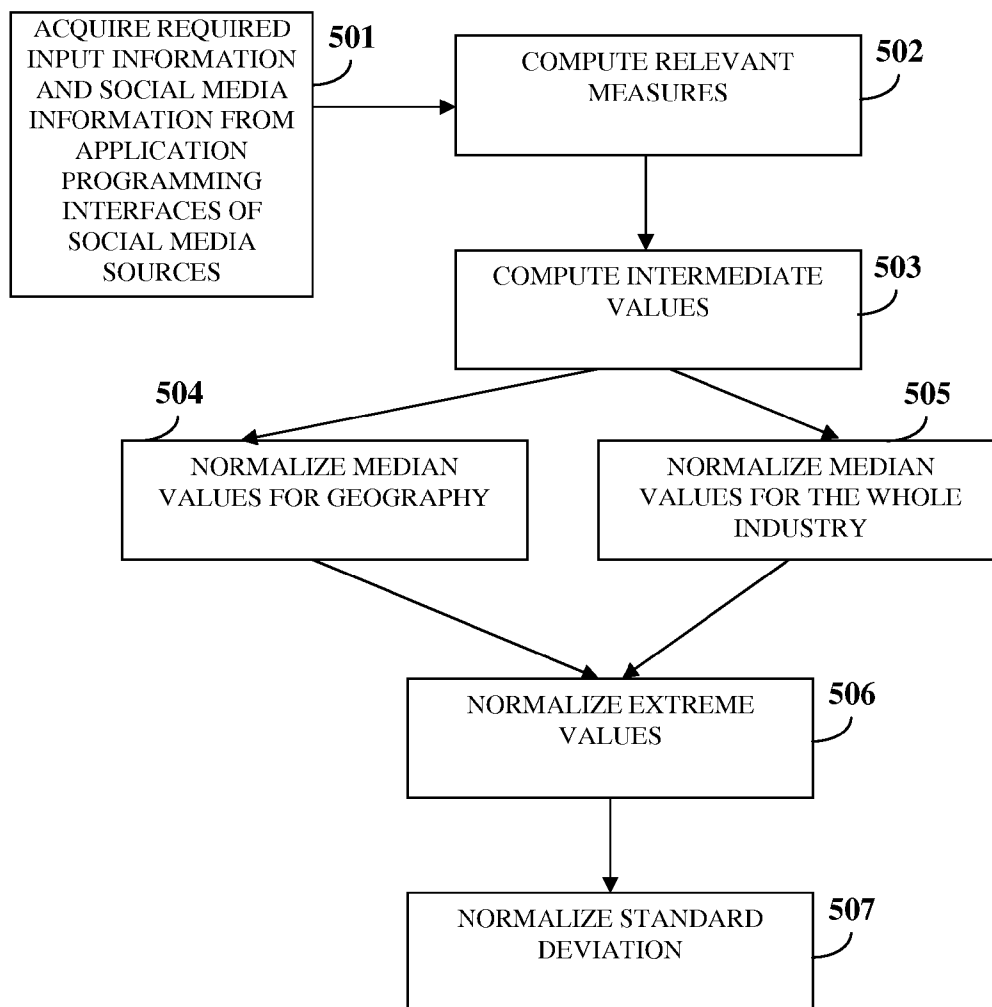 ACQUIRE REQUIRED
INPUT INFORMATION
AND SOCIAL MEDIA
INFORMATION FROM
APPLICATION
PROGRAMMING
INTERFACES OF
SOCIAL MEDIA
SOURCES
501
COMPUTE RELEVANT
MEASURES
502
COMPUTE INTERMEDIATE
VALUES
503
504
NORMALIZE MEDIAN
VALUES FOR GEOGRAPHY
505
NORMALIZE MEDIAN
VALUES FOR THE WHOLE
INDUSTRY
NORMALIZE EXTREME
VALUES
506
NORMALIZE STANDARD
DEVIATION
507